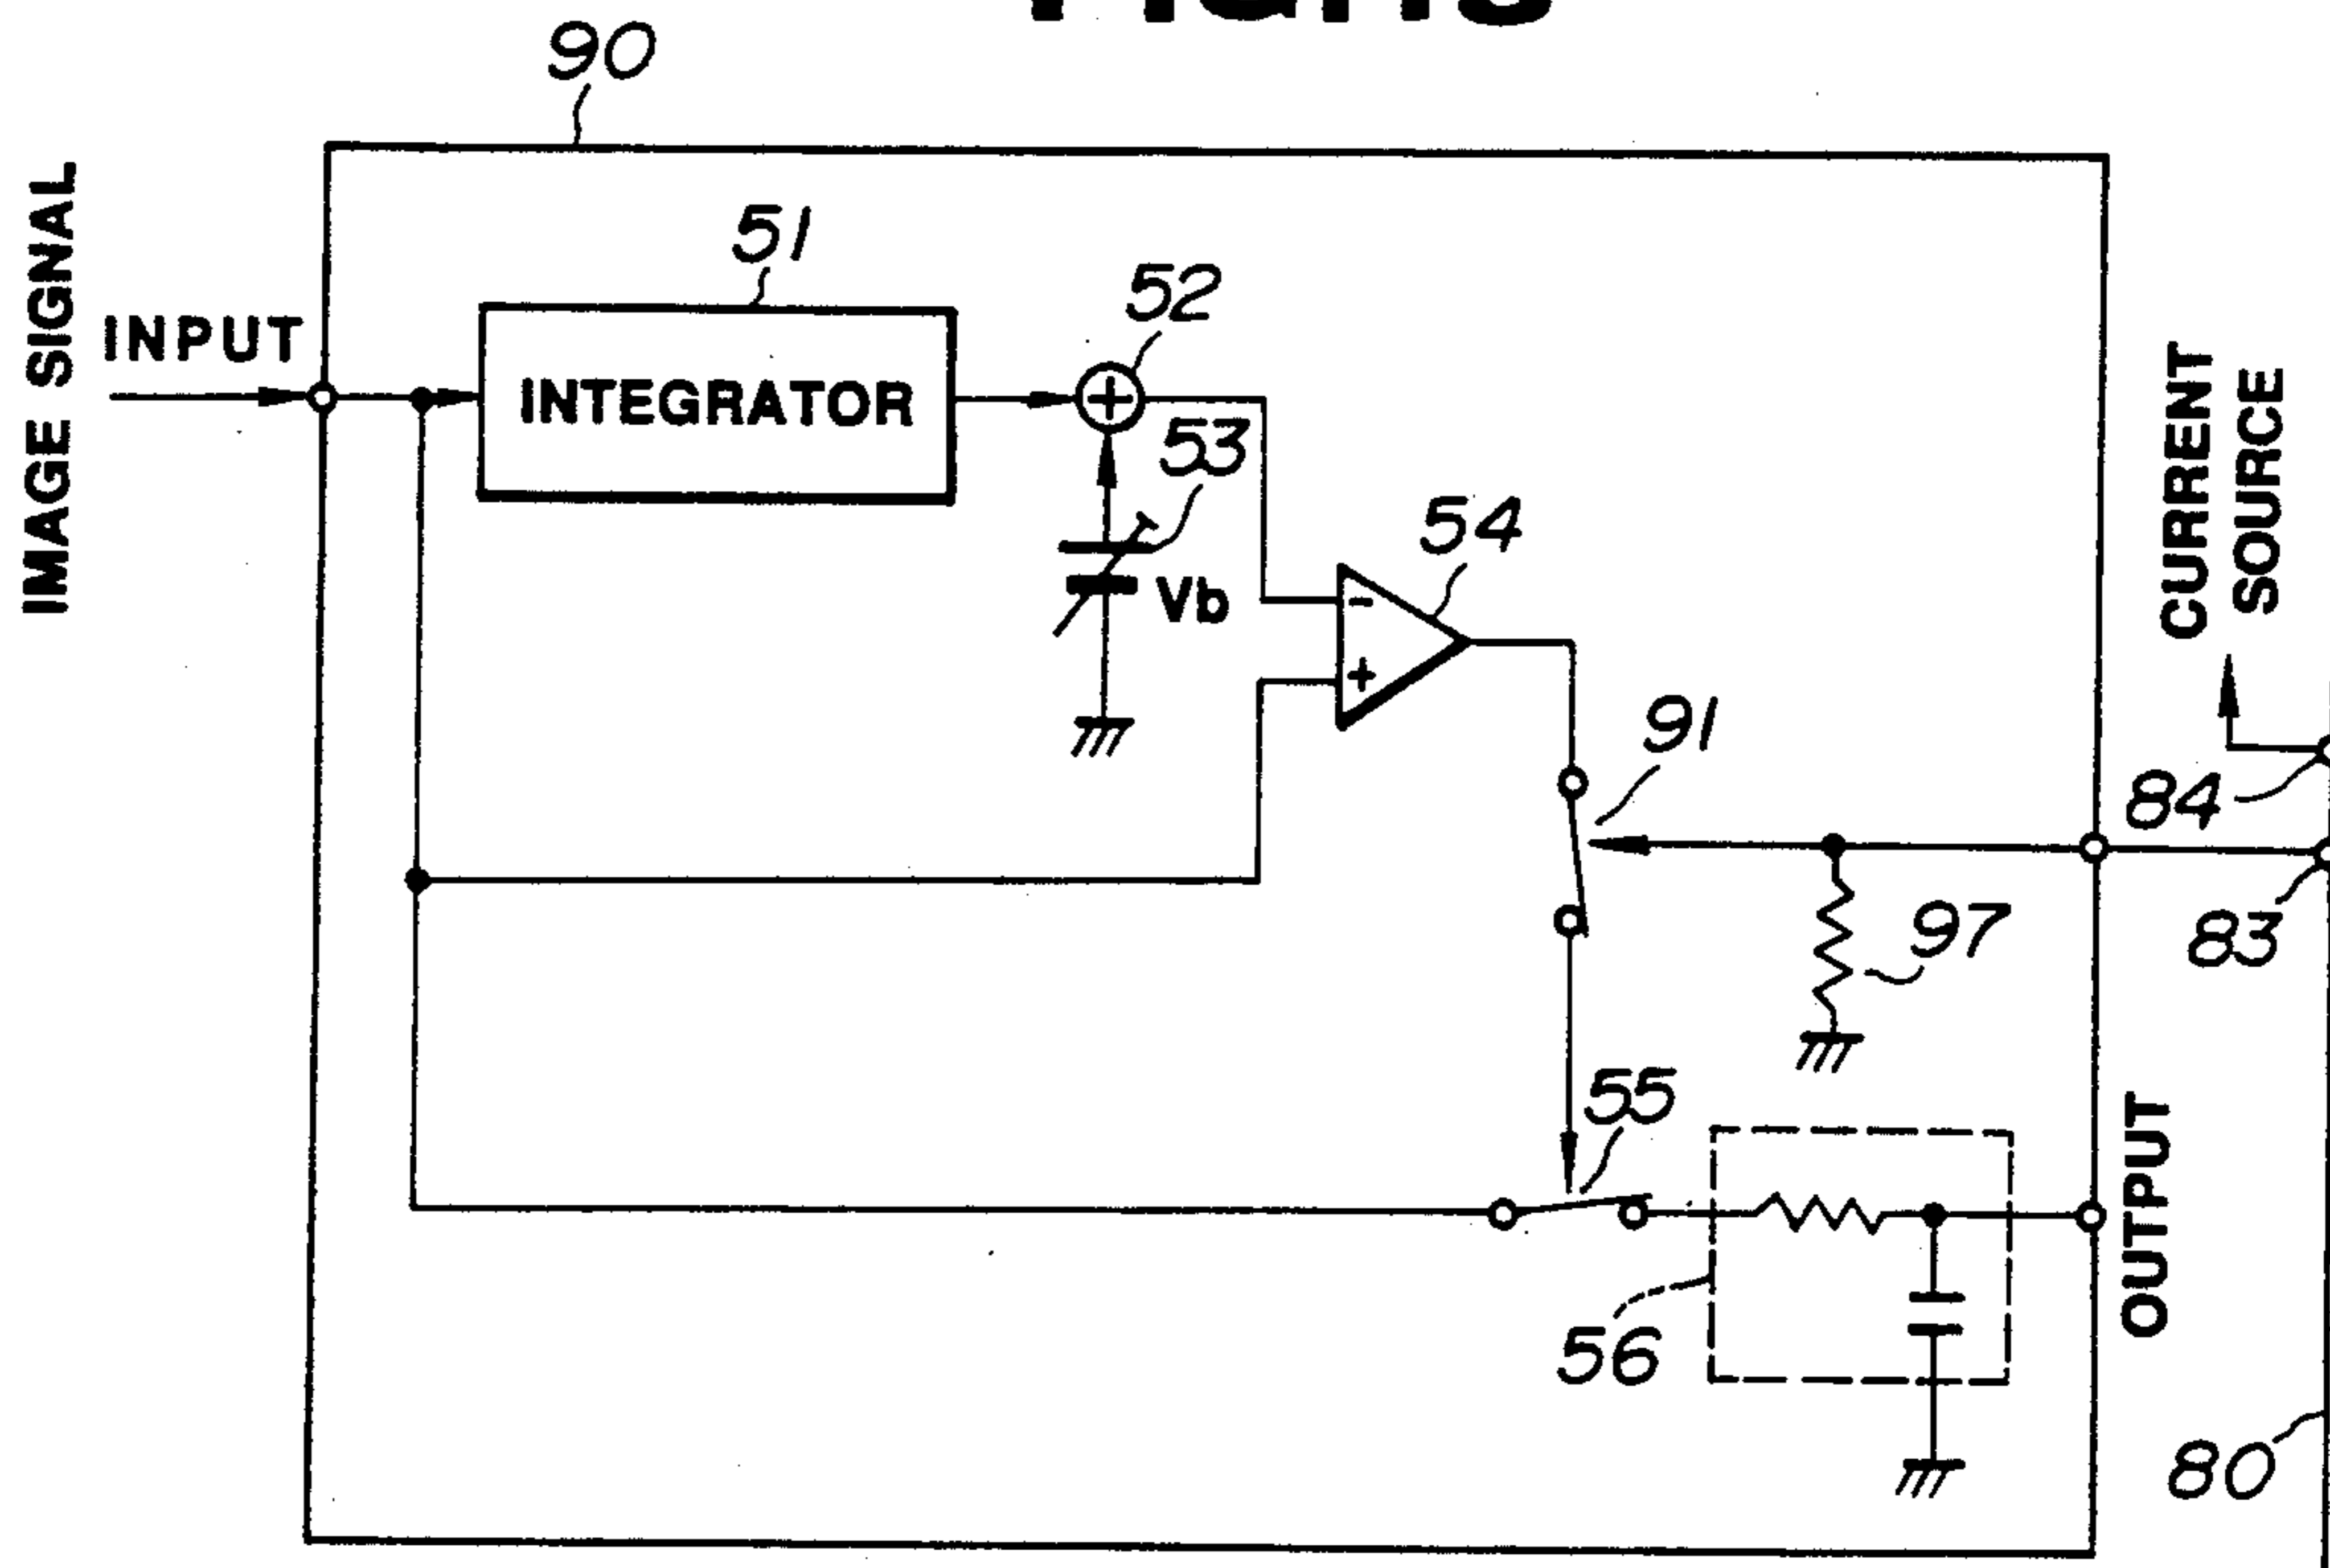 90
IMAGE SIGNAL
INPUT
51
INTEGRATOR
52
53
Vb
54
-
+
91
CURRENT
SOURCE
84
83
97
55
56
OUTPUT
80